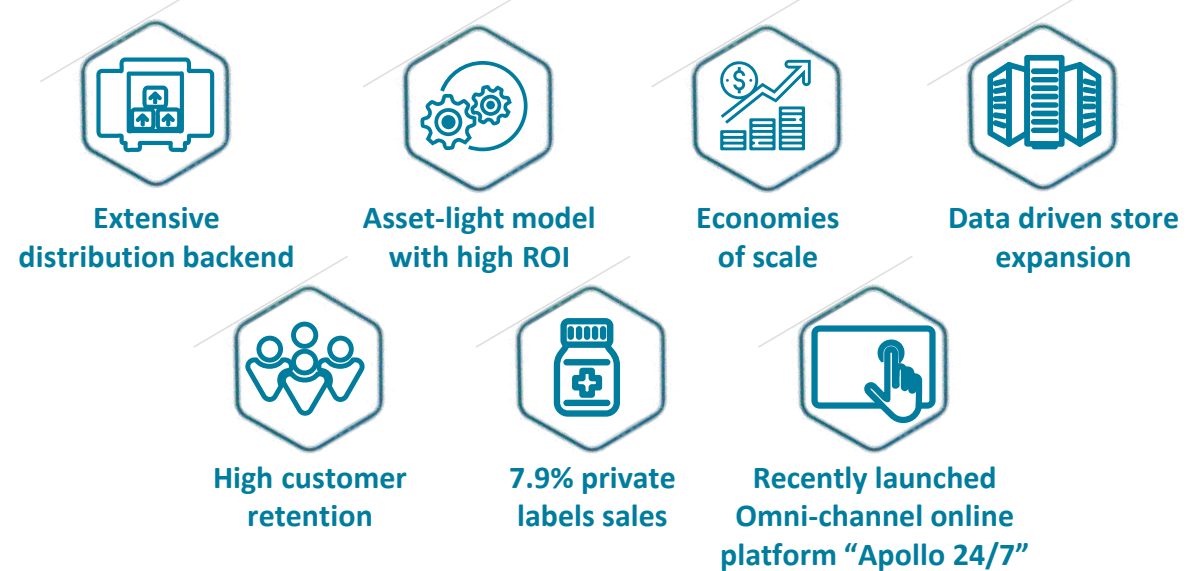 Extensive
distribution backend
Asset-light model
with high ROI
Economies
of scale
Data driven store
expansion
High customer
retention
7.9% private
labels sales
Recently launched
Omni-channel online
platform “Apollo 24/7”